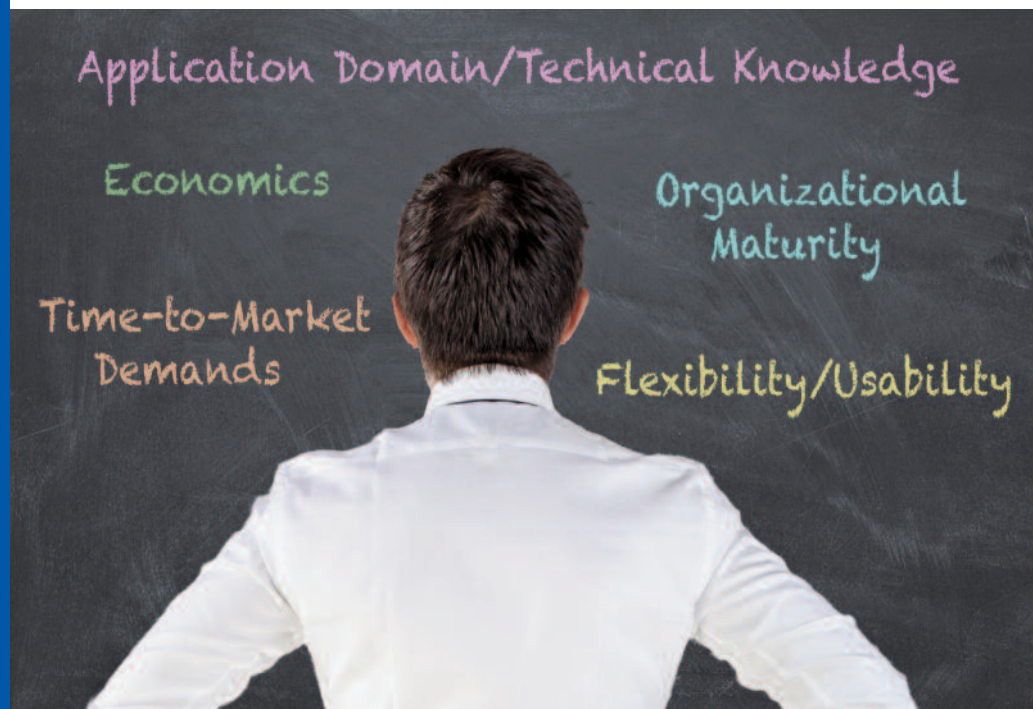 Application Domain/Technical Knowledge
Economics
Organizational
Maturity
Time-to-Market
Demands
Flexibility/Usability